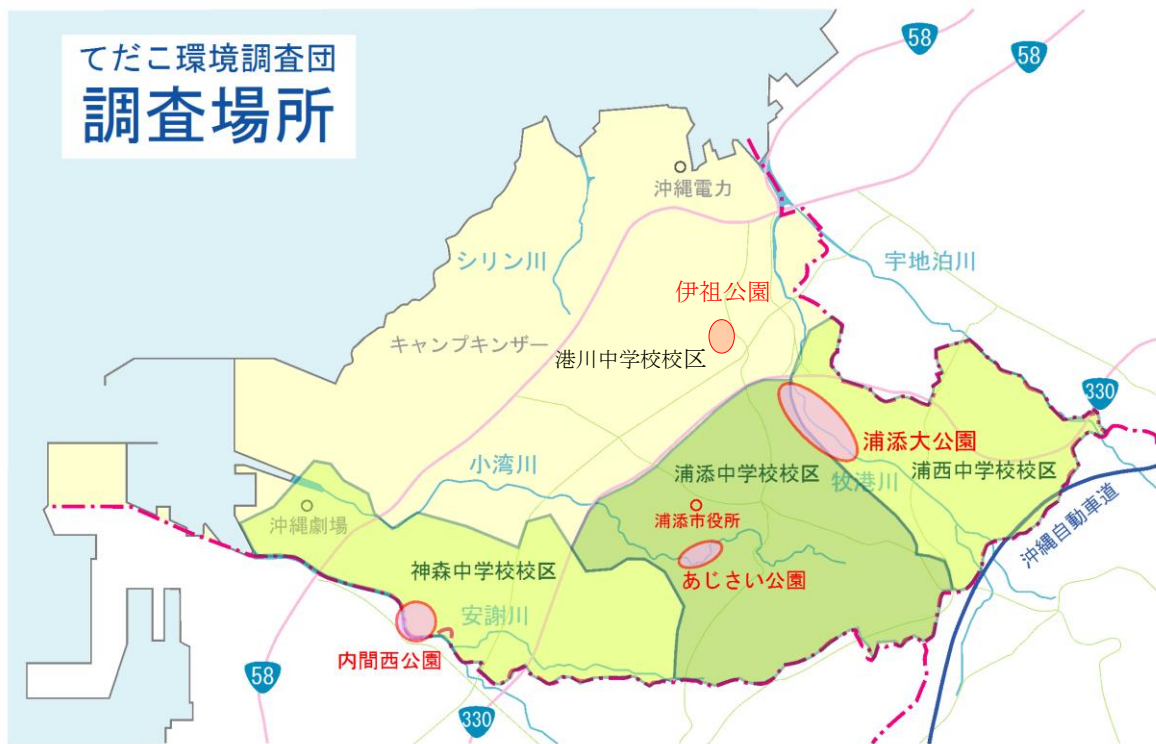 てだこ環境調査団
調査場所
58
58
沖縄電力
シリン川
宇地泊川
伊祖公園
キャンプキンザー
港川中学校校区
330
浦添大公園
小湾川
浦添中学校校区
浦西中学校校区
牧港川
沖縄劇場
浦添市役所
沖縄自動車道
神森中学校校区
あじさい公園
安謝川
内間西公園
58
330